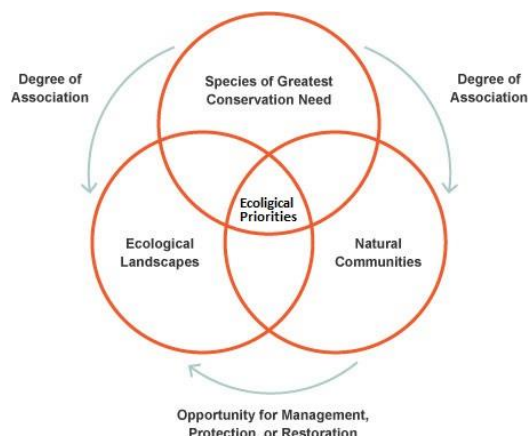 Degree of
Association
Species of Greatest
Conservation Need
Degree of
Association
Ecoligical
Priorities
Ecological
Landscapes
Natural
Communities
Opportunity for Management,
Protection, or Restoration